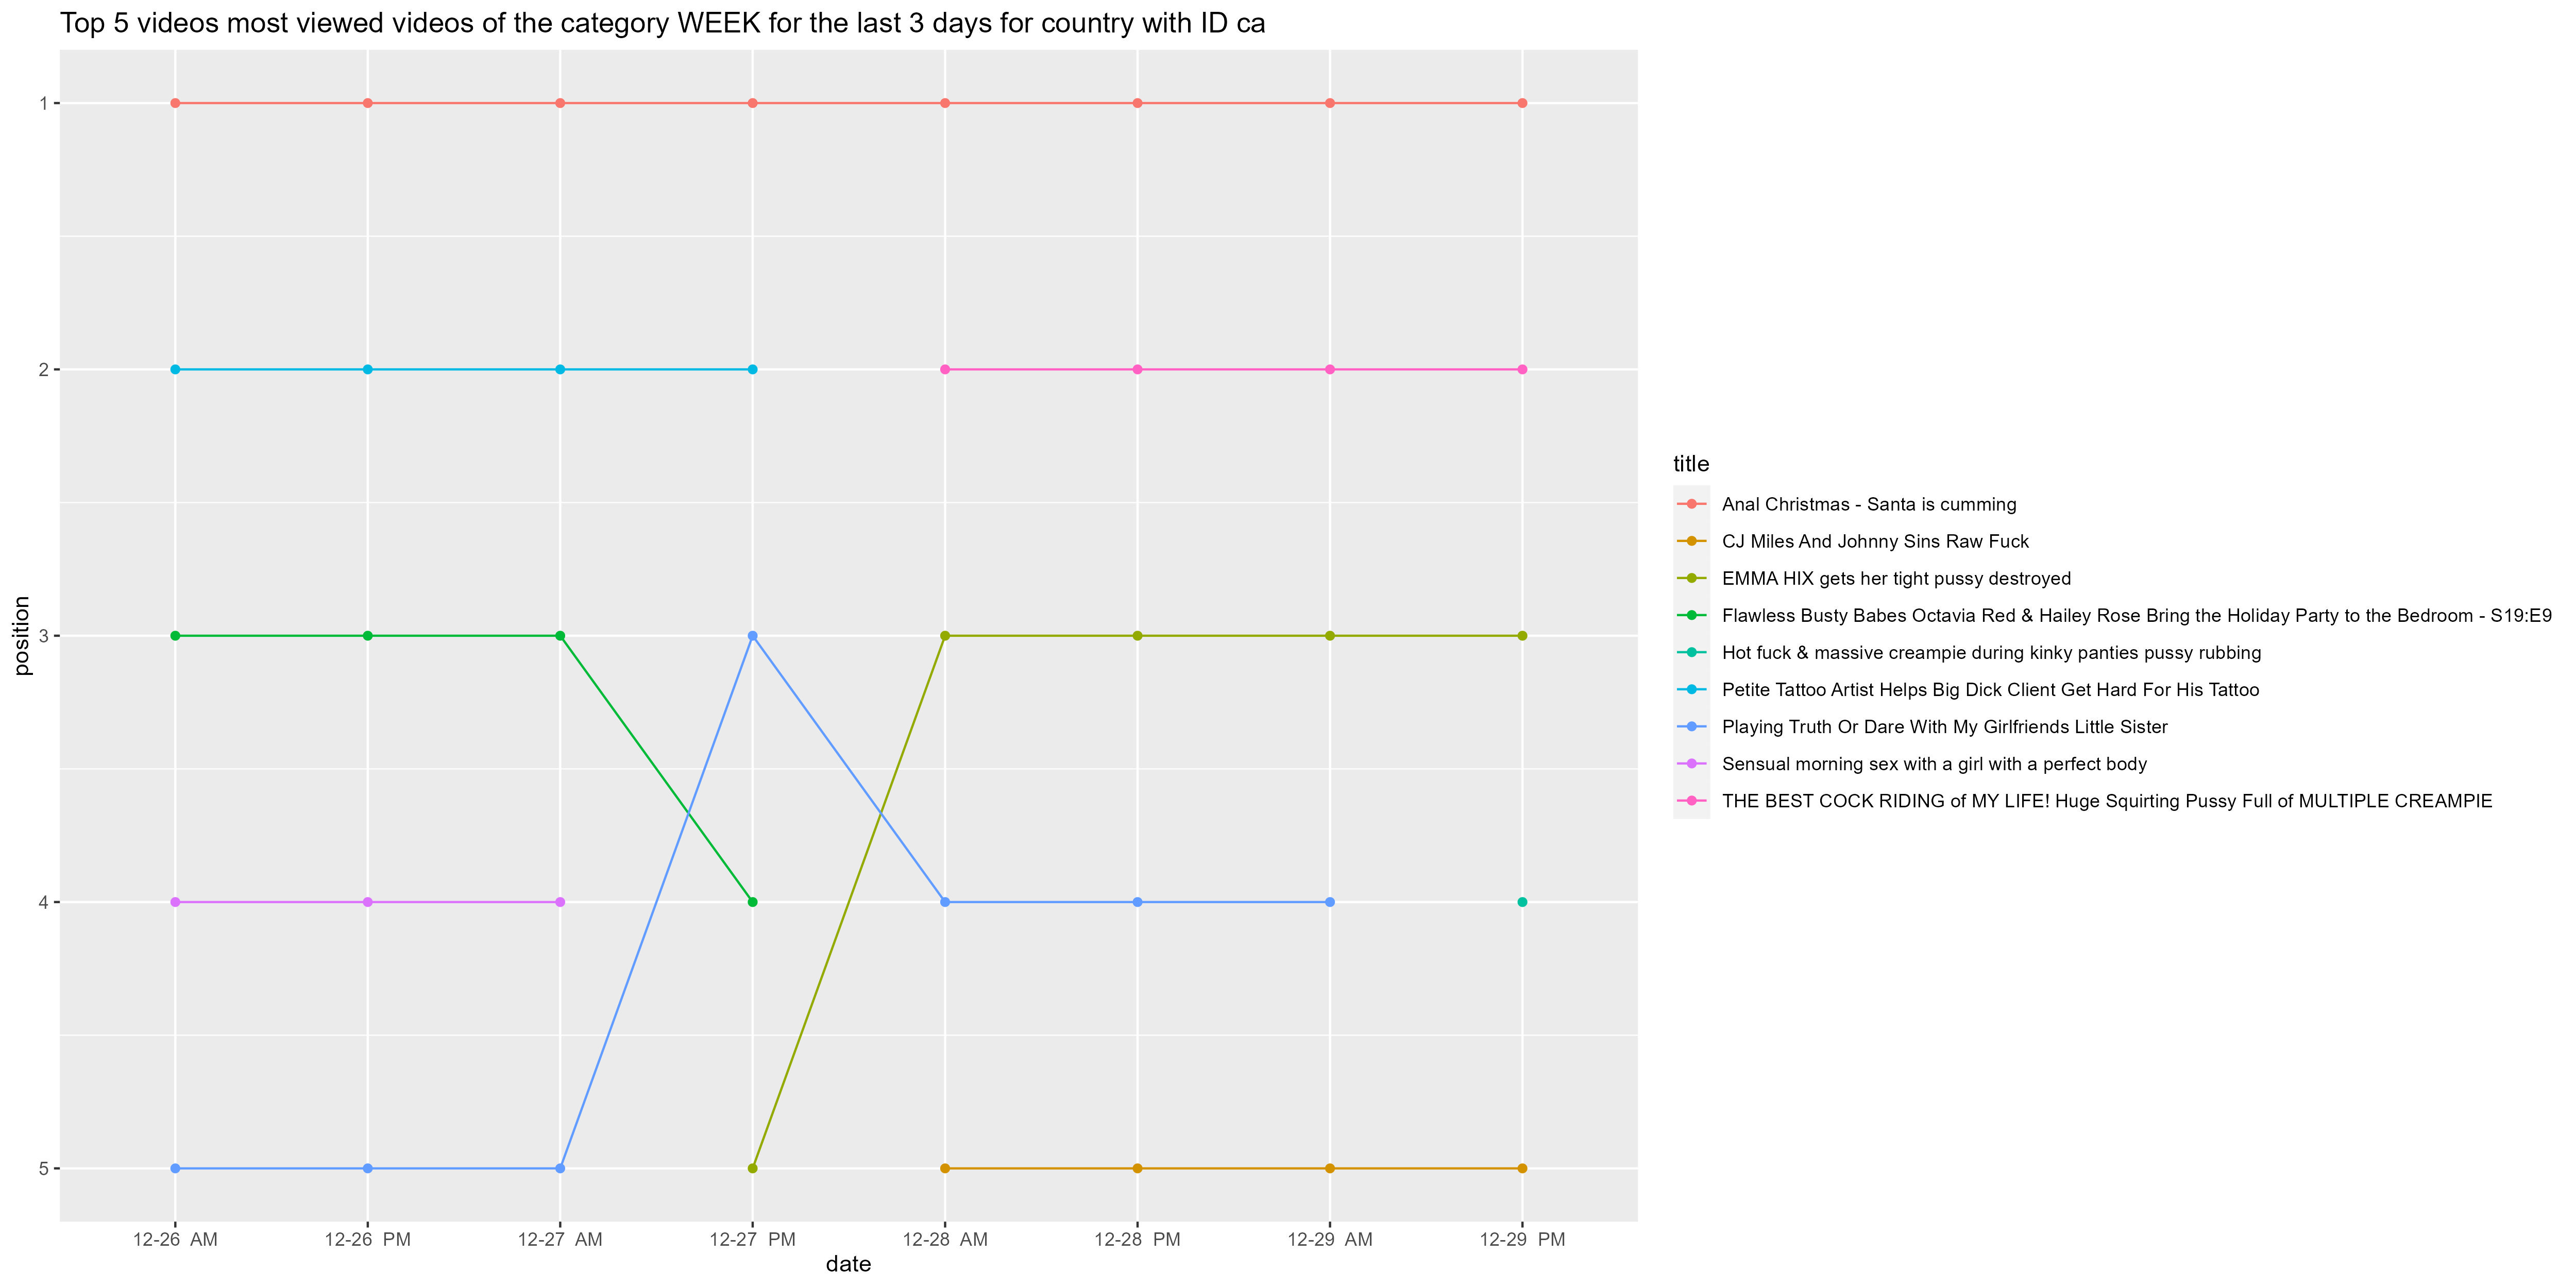 Top 5 videos most viewed videos of the category WEEK for the last 3 days for country with ID ca
position
1
2
3
4
5
12-26 AM
12-26 PM
12-27 AM
12-27 PM
12-28 AM
12-28 PM
12-29 AM
12-29 PM
date
title
Anal Christmas - Santa is cumming
CJ Miles And Johnny Sins Raw Fuck
EMMA HIX gets her tight pussy destroyed
Flawless Busty Babes Octavia Red & Hailey Rose Bring the Holiday Party to the Bedroom - S19:E9
Hot fuck & massive creampie during kinky panties pussy rubbing
Petite Tattoo Artist Helps Big Dick Client Get Hard For His Tattoo
Playing Truth Or Dare With My Girlfriends Little Sister
Sensual morning sex with a girl with a perfect body
THE BEST COCK RIDING of MY LIFE! Huge Squirting Pussy Full of MULTIPLE CREAMPIE